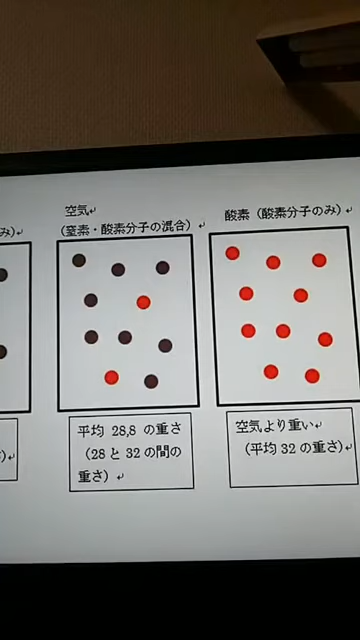 み)
空気
(窒素・酸素分子の混合)
酸素（酸素分子のみ）
平均 28,8 の重さ
（28 と 32 の間の
重さ）
空気より重い
（平均 32 の重さ）